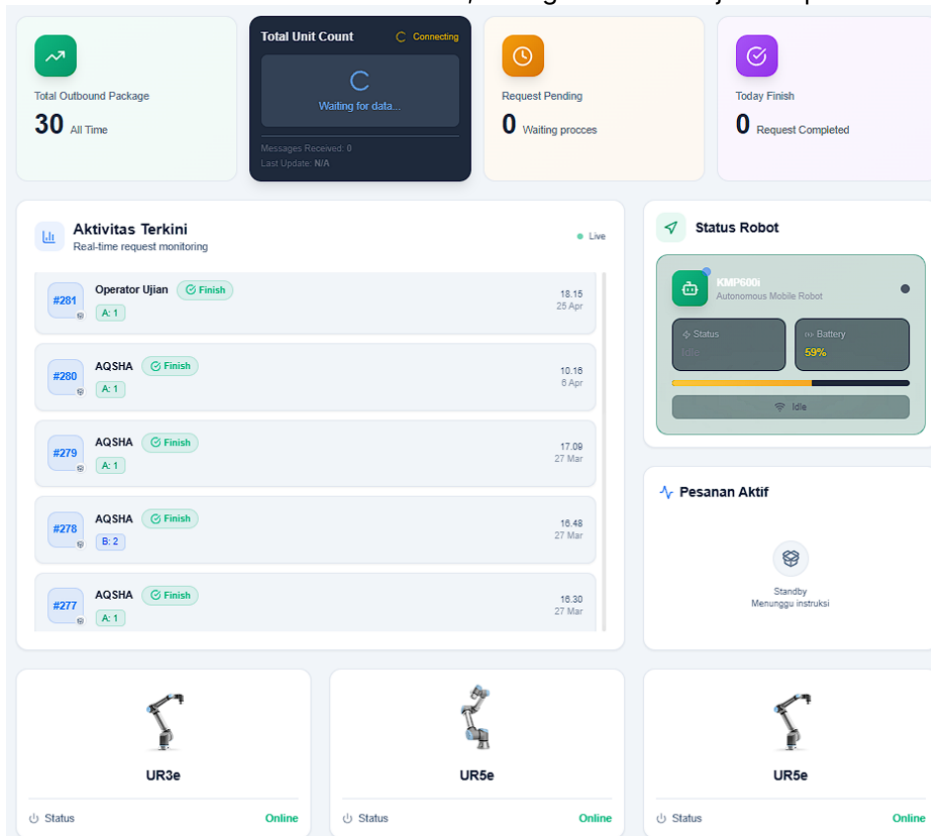 Total Outbound Package
30 All Time
Total Unit Count
Connecting
Waiting for data...
Messages Received: 0
Last Update: N/A
Request Pending
0 Waiting procces
Today Finish
0 Request Completed
Aktivitas Terkini
Real-time request monitoring
Live
#281
Operator Ujian
Finish
A: 1
18.15
25 Apr
#280
AQSHA
Finish
A: 1
10.16
6 Apr
#279
AQSHA
Finish
A: 1
17.09
27 Mar
#278
AQSHA
Finish
B: 2
16.48
27 Mar
#277
AQSHA
Finish
A: 1
16.30
27 Mar
Status Robot
KMP600i
Autonomous Mobile Robot
Status
Idle
Battery
59%
Idle
Pesanan Aktif
Standby
Menunggu instruksi
UR3e
Status
Online
UR5e
Status
Online
UR5e
Status
Online